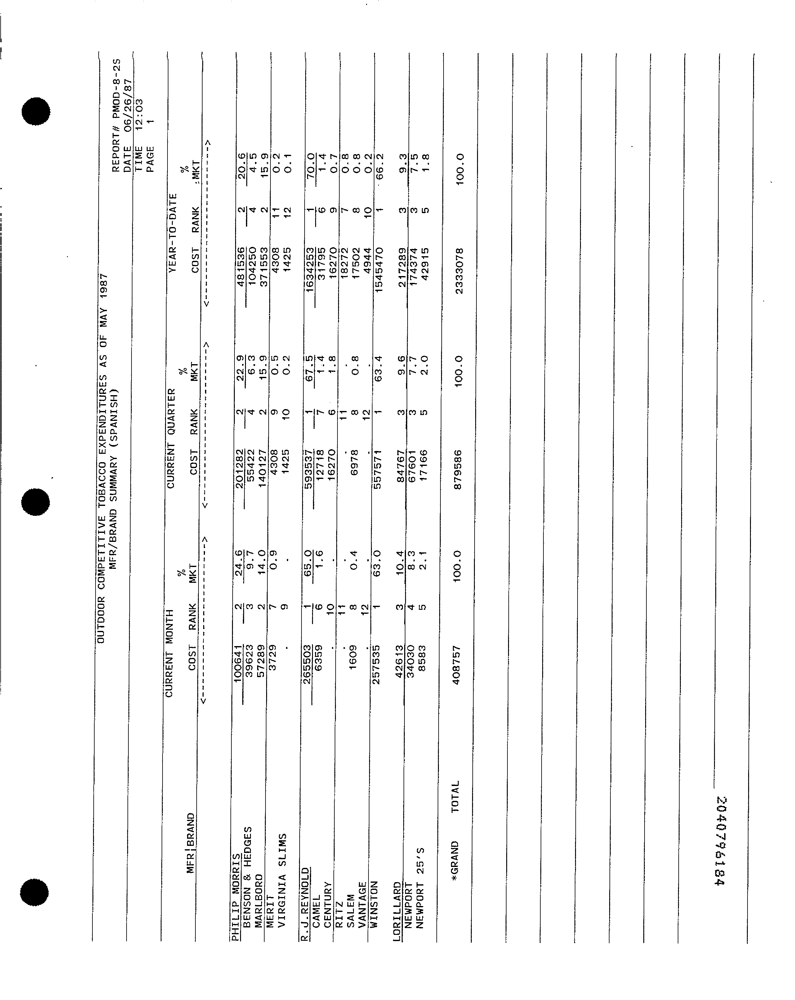 OUTDOOR COMPETITIVE TOBACCO EXPENDITURES AS OF MAY 1987
MFR/BRAND SUMMARY (SPANISH)
REPORT# PMOD-8-2S
DATE 06/26/87
TIME 12:03
PAGE 1
CURRENT MONTH CURRENT QUARTER YEAR-TO-DATE
% % %
MFR|BRAND COST RANK MKT COST RANK MKT COST RANK :MKT
<-----------------------------> <-----------------------------> <----------------------------->
PHILIP MORRIS 100641 2 24.6 201282 2 22.9 481536 2 20.6
BENSON & HEDGES 39623 3 9.7 55422 4 6.3 104250 4 4.5
MARLBORO 57289 2 14.0 140127 2 15.9 371553 2 15.9
MERIT 3729 7 0.9 4308 9 0.5 4308 11 0.2
VIRGINIA SLIMS . 9 . 1425 10 0.2 1425 12 0.1
R.J.REYNOLD 265503 1 65.0 593537 1 67.5 1634253 1 70.0
CAMEL 6359 6 1.6 12718 7 1.4 31795 6 1.4
CENTURY . 10 . 16270 6 1.8 16270 9 0.7
RITZ . 11 . . 11 . 18272 7 0.8
SALEM 1609 8 0.4 6978 8 0.8 17502 8 0.8
VANTAGE . 12 . . 12 . 4944 10 0.2
WINSTON 257535 1 63.0 557571 1 63.4 1545470 1 66.2
LORILLARD 42613 3 10.4 84767 3 9.6 217289 3 9.3
NEWPORT 34030 4 8.3 67601 3 7.7 174374 3 7.5
NEWPORT 25'S 8583 5 2.1 17166 5 2.0 42915 5 1.8
*GRAND TOTAL 408757 100.0 879586 100.0 2333078 100.0
2040796184